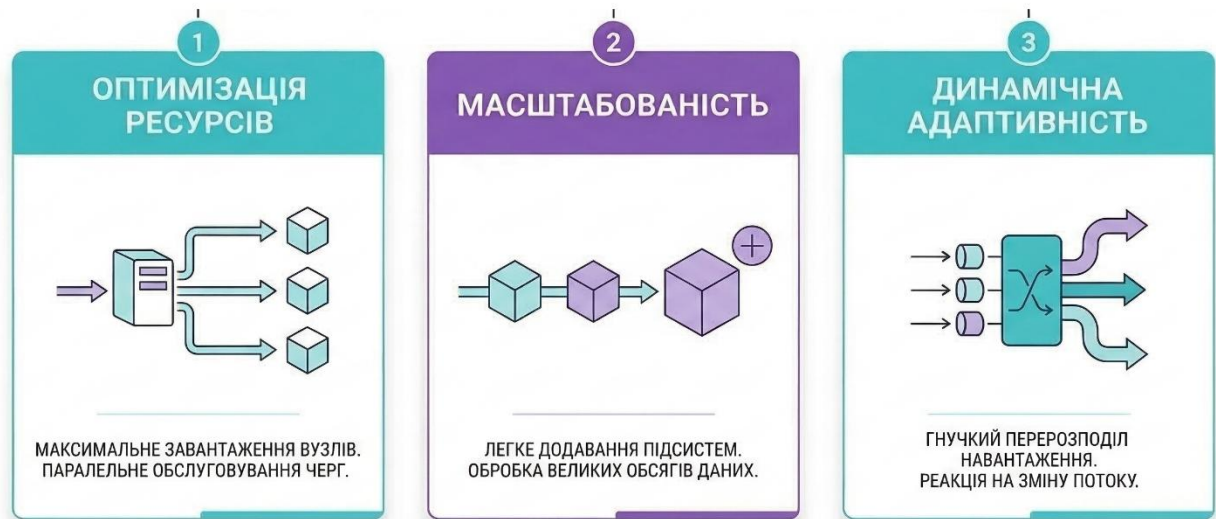 1
ОПТИМІЗАЦІЯ
РЕСУРСІВ
МАКСИМАЛЬНЕ ЗАВАНТАЖЕННЯ ВУЗЛІВ.
ПАРАЛЕЛЬНЕ ОБСЛУГОВУВАННЯ ЧЕРГ.
2
МАСШТАБОВАНІСТЬ
ЛЕГКЕ ДОДАВАННЯ ПІДСИСТЕМ.
ОБРОБКА ВЕЛИКИХ ОБСЯГІВ ДАНИХ.
3
ДИНАМІЧНА
АДАПТИВНІСТЬ
ГНУЧКИЙ ПЕРЕРОЗПОДІЛ
НАВАНТАЖЕННЯ.
РЕАКЦІЯ НА ЗМІНУ ПОТОКУ.